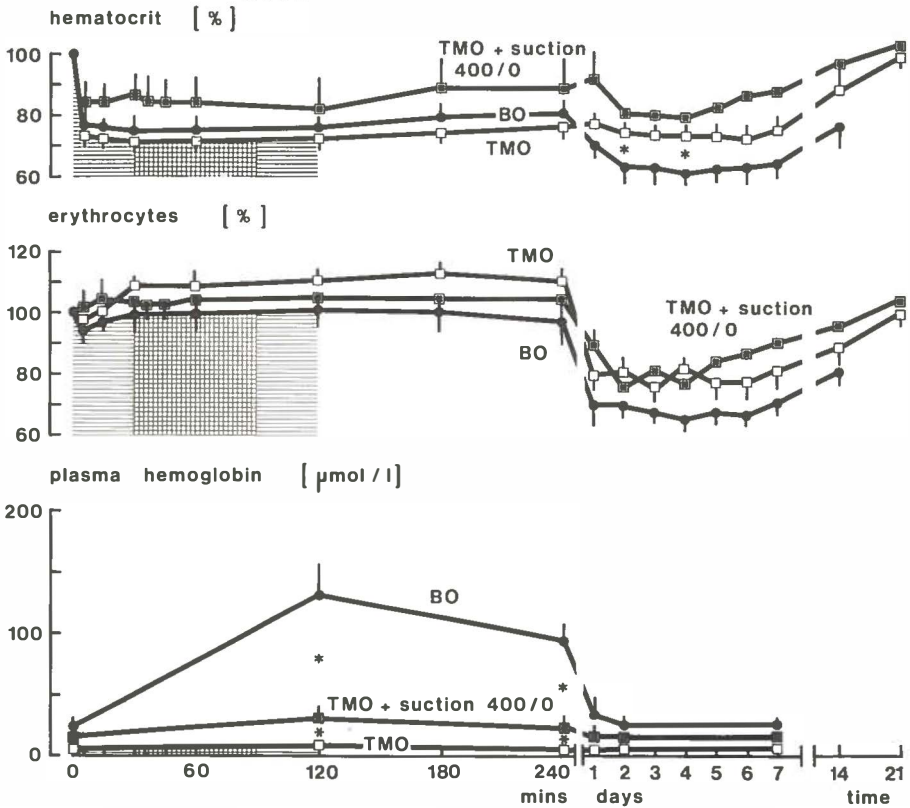 hematocrit [ % ]
TMO + suction
400/0
100
80
60
BO
TMO
*
*
erythrocytes [ % ]
120
100
80
60
TMO
TMO + suction
400/0
BO
plasma hemoglobin [ µmol / l ]
200
100
0
BO
*
*
TMO + suction 400/0
*
*
TMO
0 60 120 180 240 1 2 3 4 5 6 7 14 21
mins days time